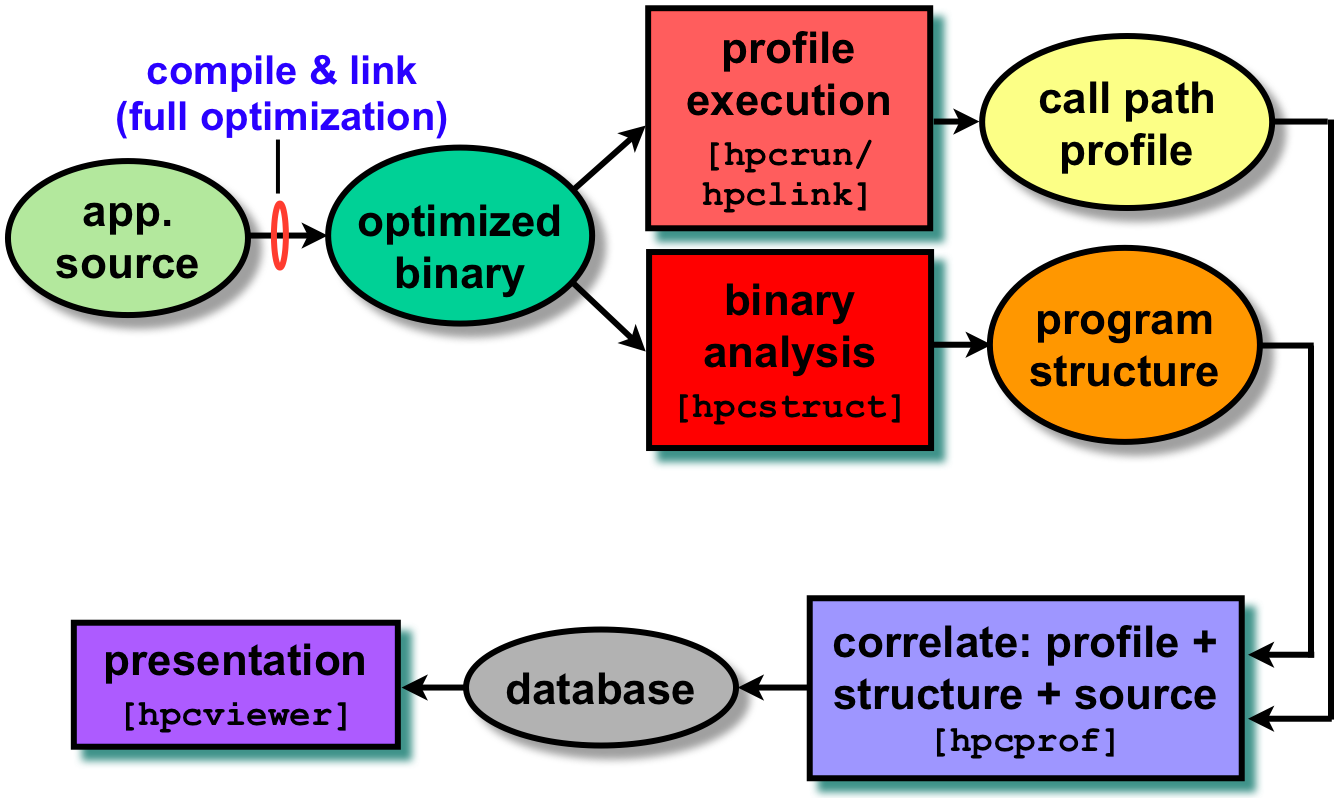 compile & link
(full optimization)
app.
source
optimized
binary
profile
execution
[hpcrun/
hpclink]
call path
profile
binary
analysis
[hpcstruct]
program
structure
presentation
[hpcviewer]
database
correlate: profile +
structure + source
[hpcprof]